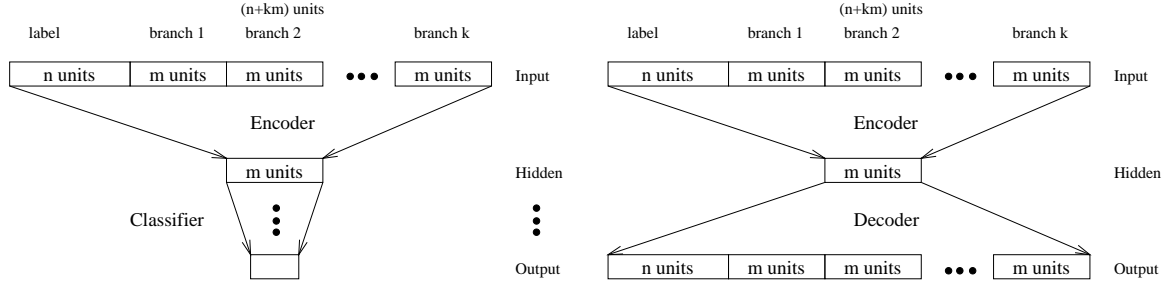 (n+km) units
label branch 1 branch 2 branch k
n units m units m units m units Input
Encoder
m units Hidden
Classifier
Output
(n+km) units
label branch 1 branch 2 branch k
n units m units m units m units Input
Encoder
m units Hidden
Decoder
n units m units m units m units Output